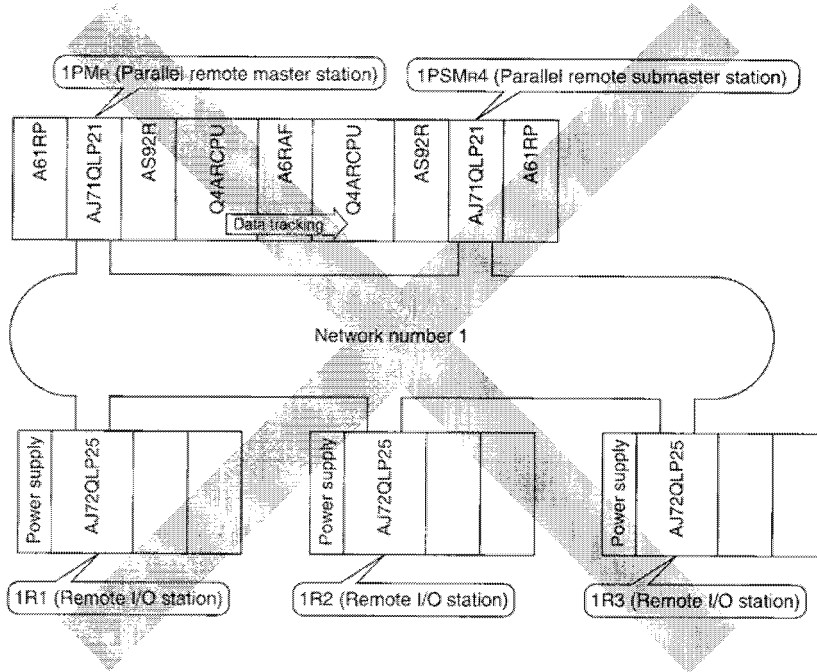 1PMR (Parallel remote master station)
1PSMR4 (Parallel remote submaster station)
A61RP
AJ71QLP21
AS92R
Q4ARCPU
A6RAF
Q4ARCPU
AS92R
AJ71QLP21
A61RP
Data tracking
Network number 1
Power supply
AJ72QLP25
Power supply
AJ72QLP25
Power supply
AJ72QLP25
1R1 (Remote I/O station)
1R2 (Remote I/O station)
1R3 (Remote I/O station)